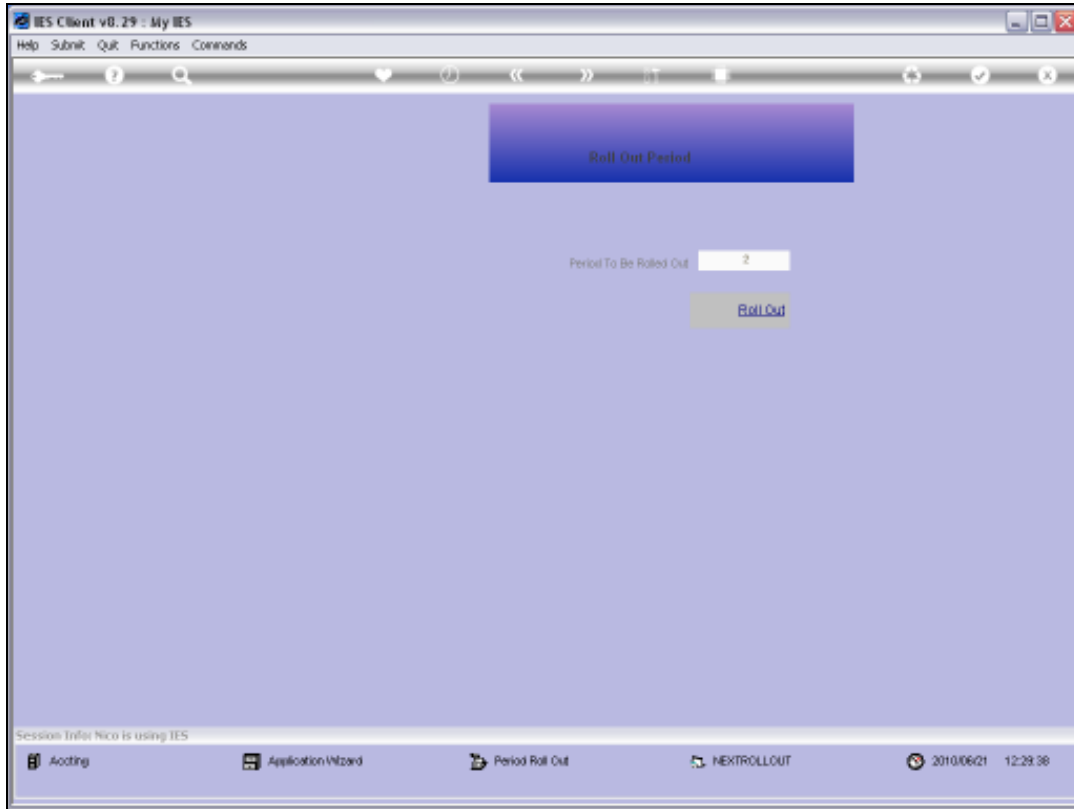 IES Client v8.29 : My IES
Help Submit Quit Functions Commands
Roll Out Period
Period To Be Rolled Out 2
Roll Out
Session Info: Nico is using IES
Accting Application Wizard Period Roll Out NEXTROLLOUT 2010/06/21 12:29:38